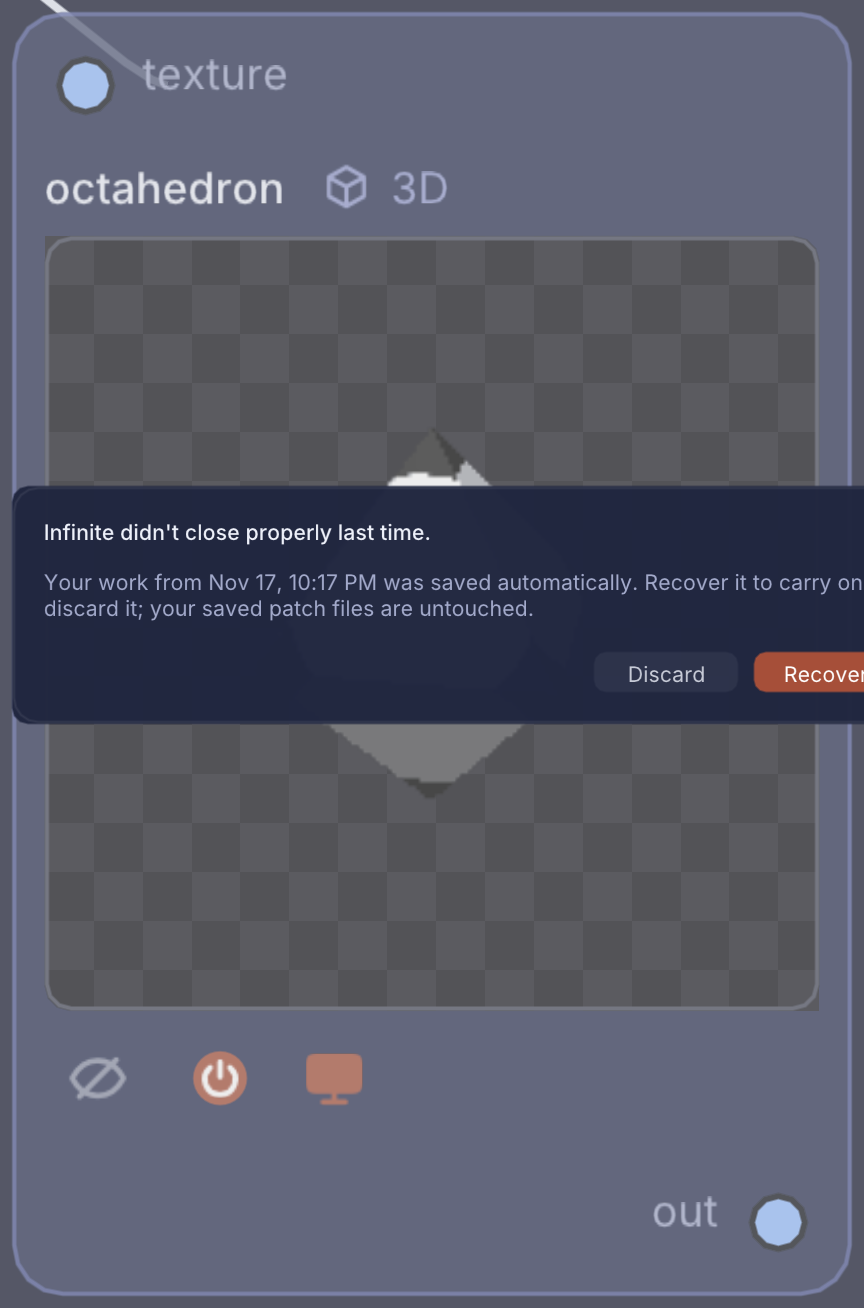 texture
octahedron 3D
Infinite didn't close properly last time.
Your work from Nov 17, 10:17 PM was saved automatically. Recover it to carry on
discard it; your saved patch files are untouched.
Discard Recover
out